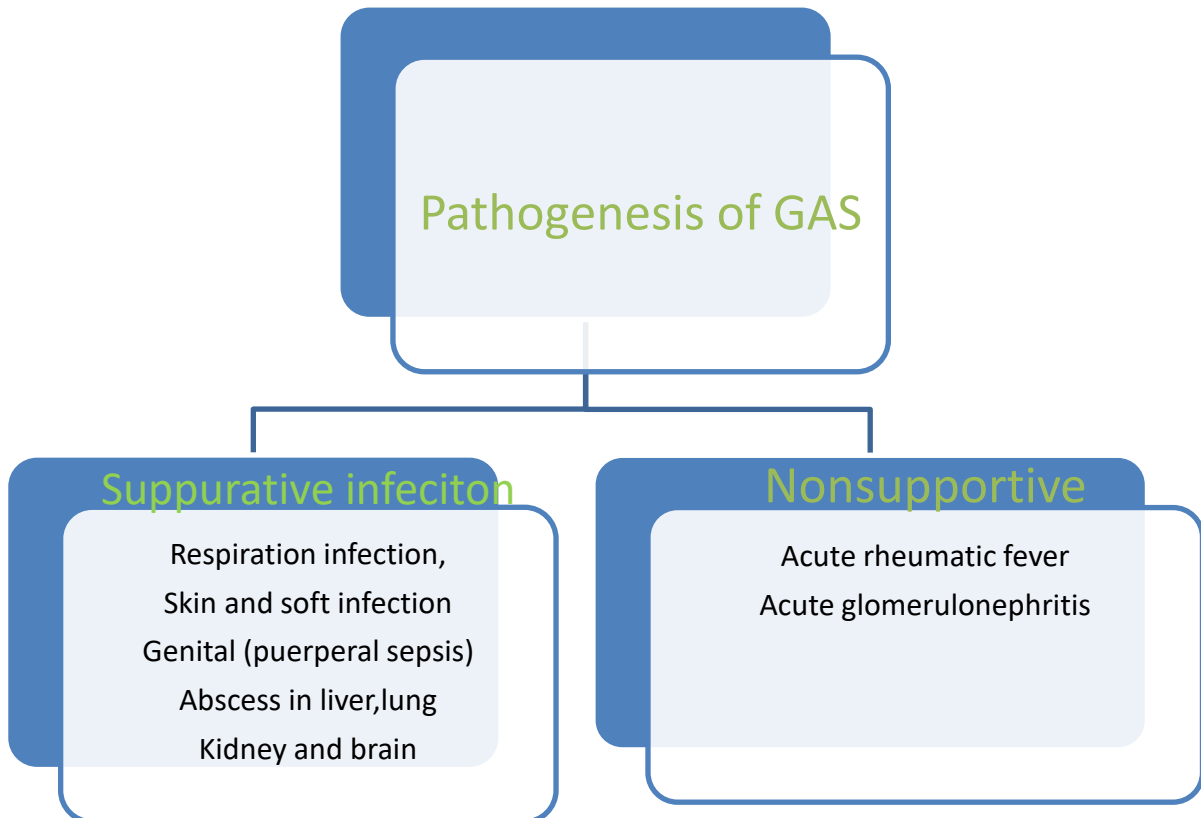 Pathogenesis of GAS
Suppurative infeciton
Respiration infection,
Skin and soft infection
Genital (puerperal sepsis)
Abscess in liver,lung
Kidney and brain
Nonsupportive
Acute rheumatic fever
Acute glomerulonephritis